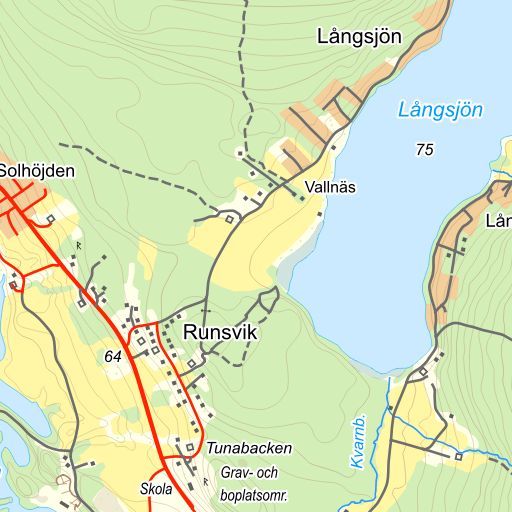 Långsjön
Långsjön
75
Solhöjden
Vallnäs
R
Lån
Runsvik
64
Kvarnb.
Tunabacken
Grav- och
boplatsomr.
Skola
R